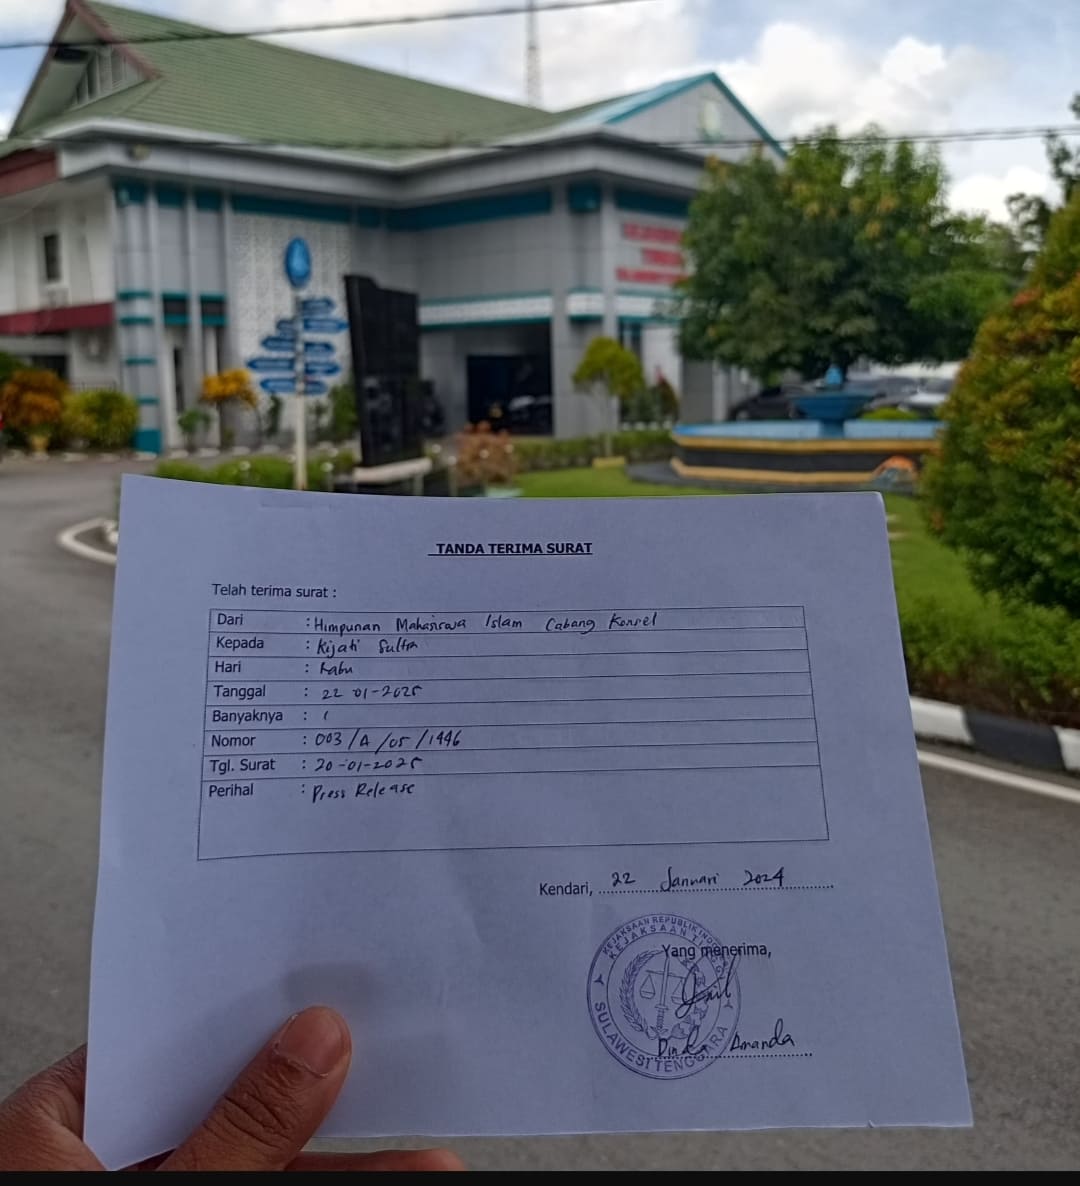 TANDA TERIMA SURAT
Telah terima surat :
Dari : Himpunan Mahasiswa Islam Cabang Konsel
Kepada : Kijati Sultra
Hari : Rabu
Tanggal : 22 01-2025
Banyaknya : 1
Nomor : 003/A/05/1446
Tgl. Surat : 20-01-2025
Perihal : Press Release
Kendari, 22 Januari 2024
KEJAKSAAN REPUBLIK INDONESIA
KEJAKSAAN TINGGI
Yang menerima,
SULAWESI TENGGARA
Dinda Amanda